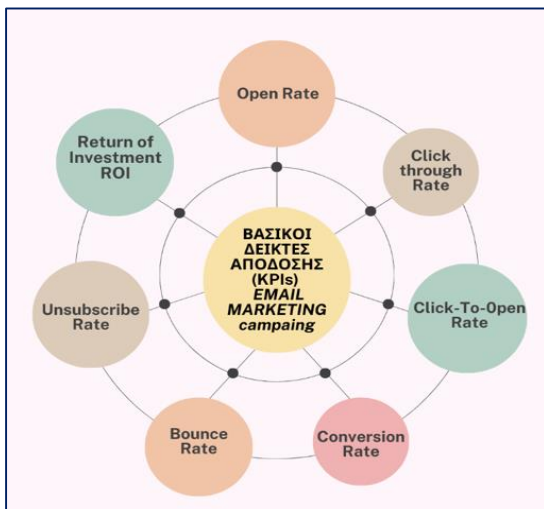 Open Rate
Return of
Investment
ROI
Click
through
Rate
ΒΑΣΙΚΟΙ
ΔΕΙΚΤΕΣ
ΑΠΟΔΟΣΗΣ
(KPIs)
EMAIL
MARKETING
campaing
Unsubscribe
Rate
Click-To-Open
Rate
Bounce
Rate
Conversion
Rate